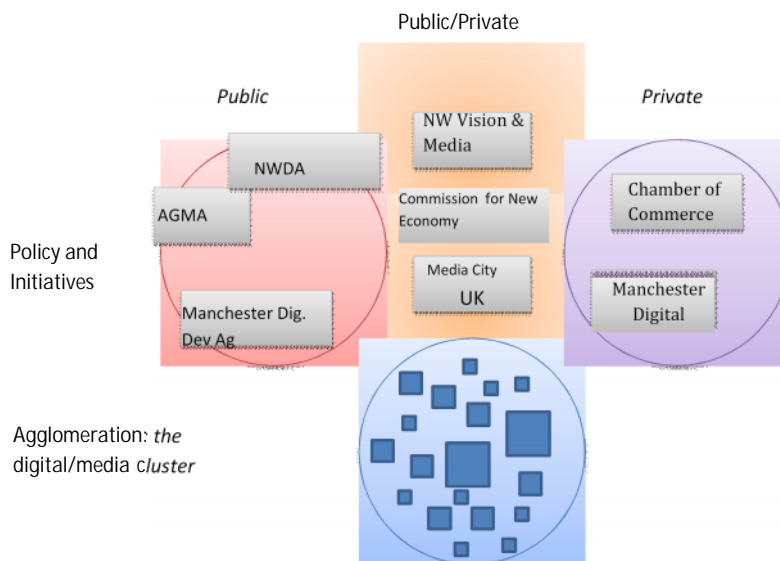 Public/Private
Public
Private
NW Vision &
Media
NWDA
Chamber of
Commerce
AGMA
Commission for New
Economy
Policy and
Initiatives
Media City
UK
Manchester
Digital
Manchester Dig.
Dev Ag
Agglomeration: the
digital/media cluster